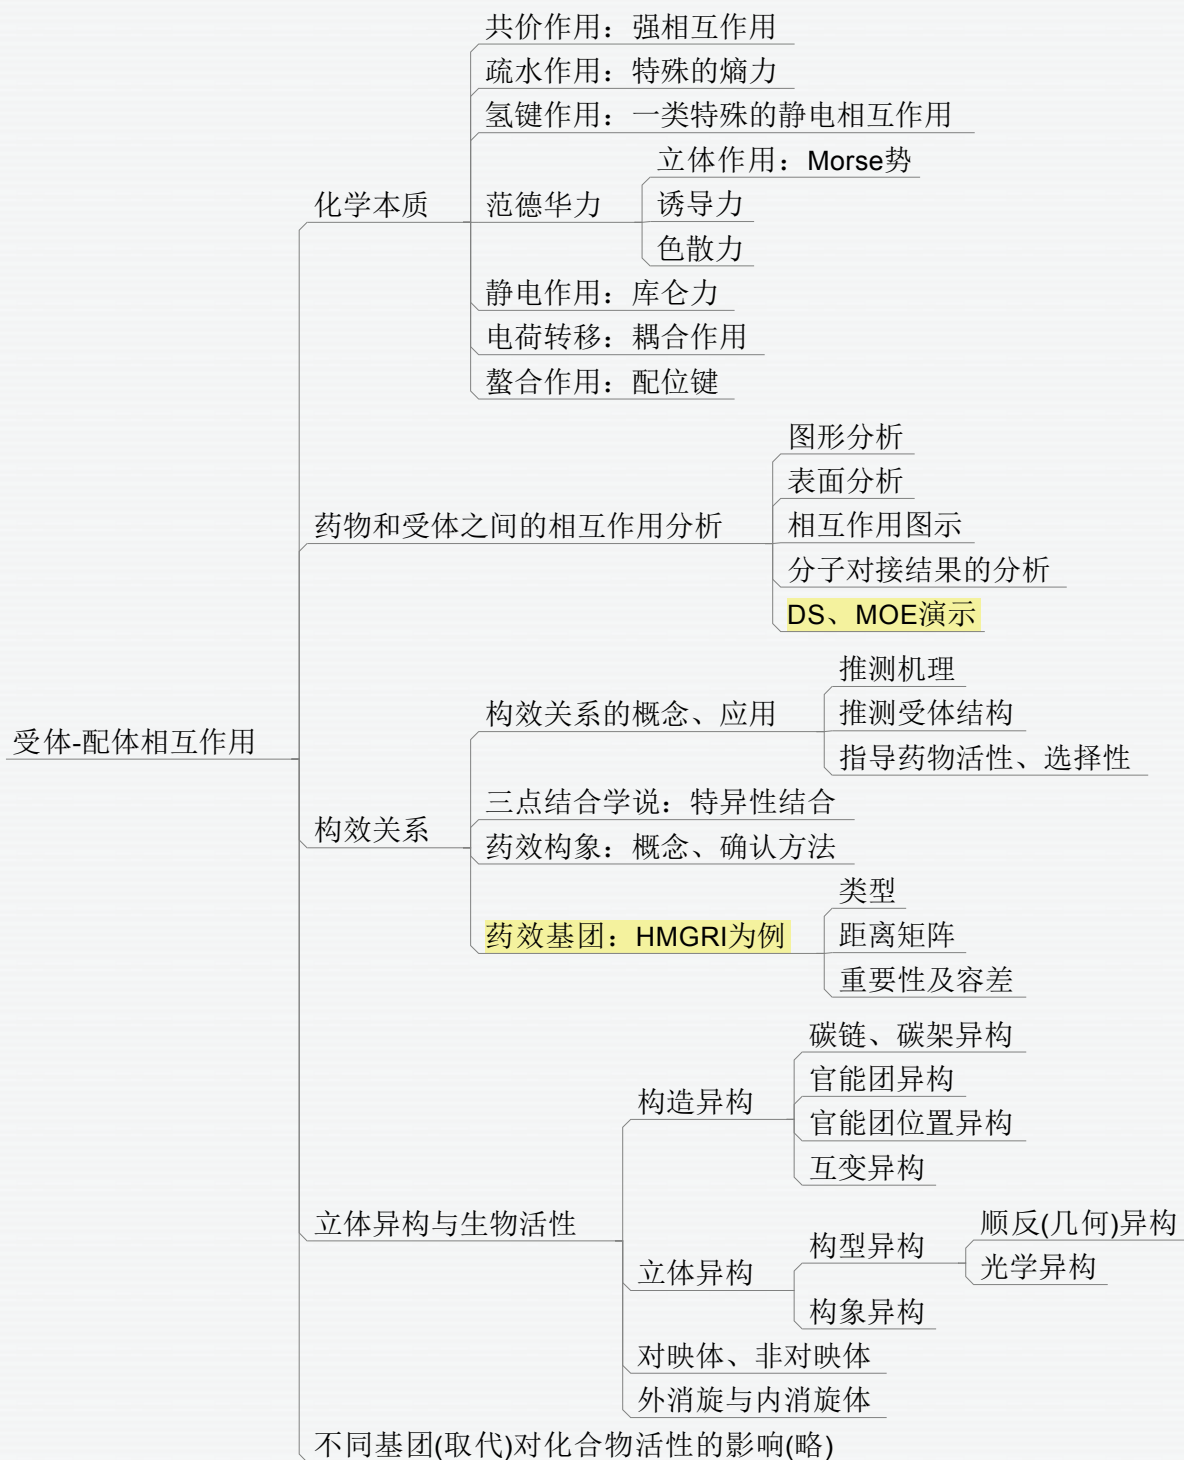 受体-配体相互作用
化学本质
共价作用：强相互作用
疏水作用：特殊的熵力
氢键作用：一类特殊的静电相互作用
范德华力
立体作用：Morse势
诱导力
色散力
静电作用：库仑力
电荷转移：耦合作用
螯合作用：配位键
药物和受体之间的相互作用分析
图形分析
表面分析
相互作用图示
分子对接结果的分析
DS、MOE演示
构效关系
构效关系的概念、应用
推测机理
推测受体结构
指导药物活性、选择性
三点结合学说：特异性结合
药效构象：概念、确认方法
药效基团：HMGRI为例
类型
距离矩阵
重要性及容差
立体异构与生物活性
构造异构
碳链、碳架异构
官能团异构
官能团位置异构
互变异构
立体异构
构型异构
顺反(几何)异构
光学异构
构象异构
对映体、非对映体
外消旋与内消旋体
不同基团(取代)对化合物活性的影响(略)